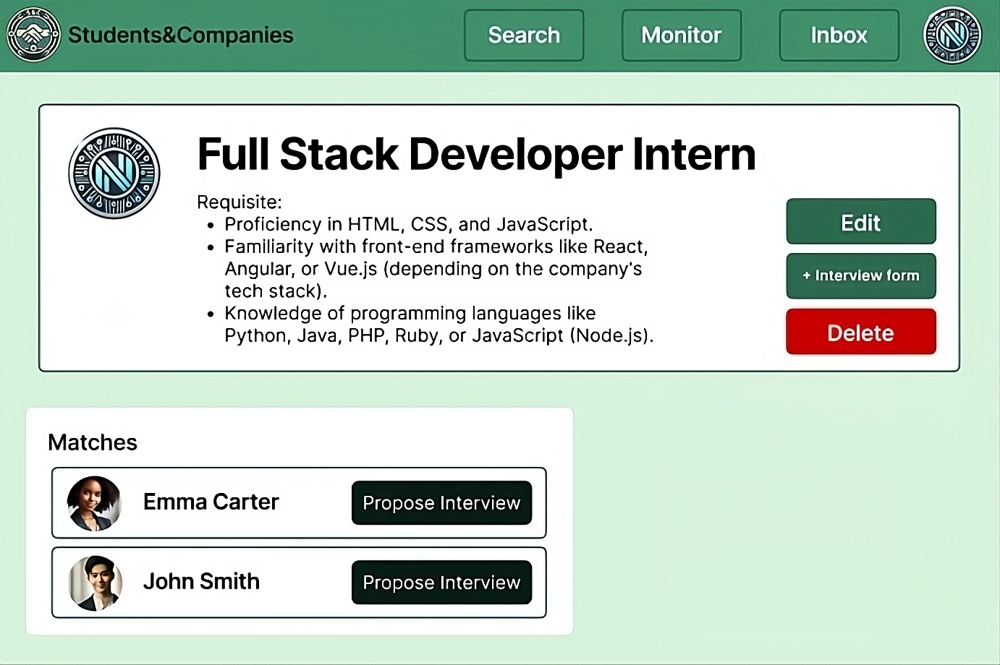 Students&Companies
Search
Monitor
Inbox
Full Stack Developer Intern
Requisite:
• Proficiency in HTML, CSS, and JavaScript.
• Familiarity with front-end frameworks like React,
Angular, or Vue.js (depending on the company's
tech stack).
• Knowledge of programming languages like
Python, Java, PHP, Ruby, or JavaScript (Node.js).
Edit
+ Interview form
Delete
Matches
Emma Carter
Propose Interview
John Smith
Propose Interview